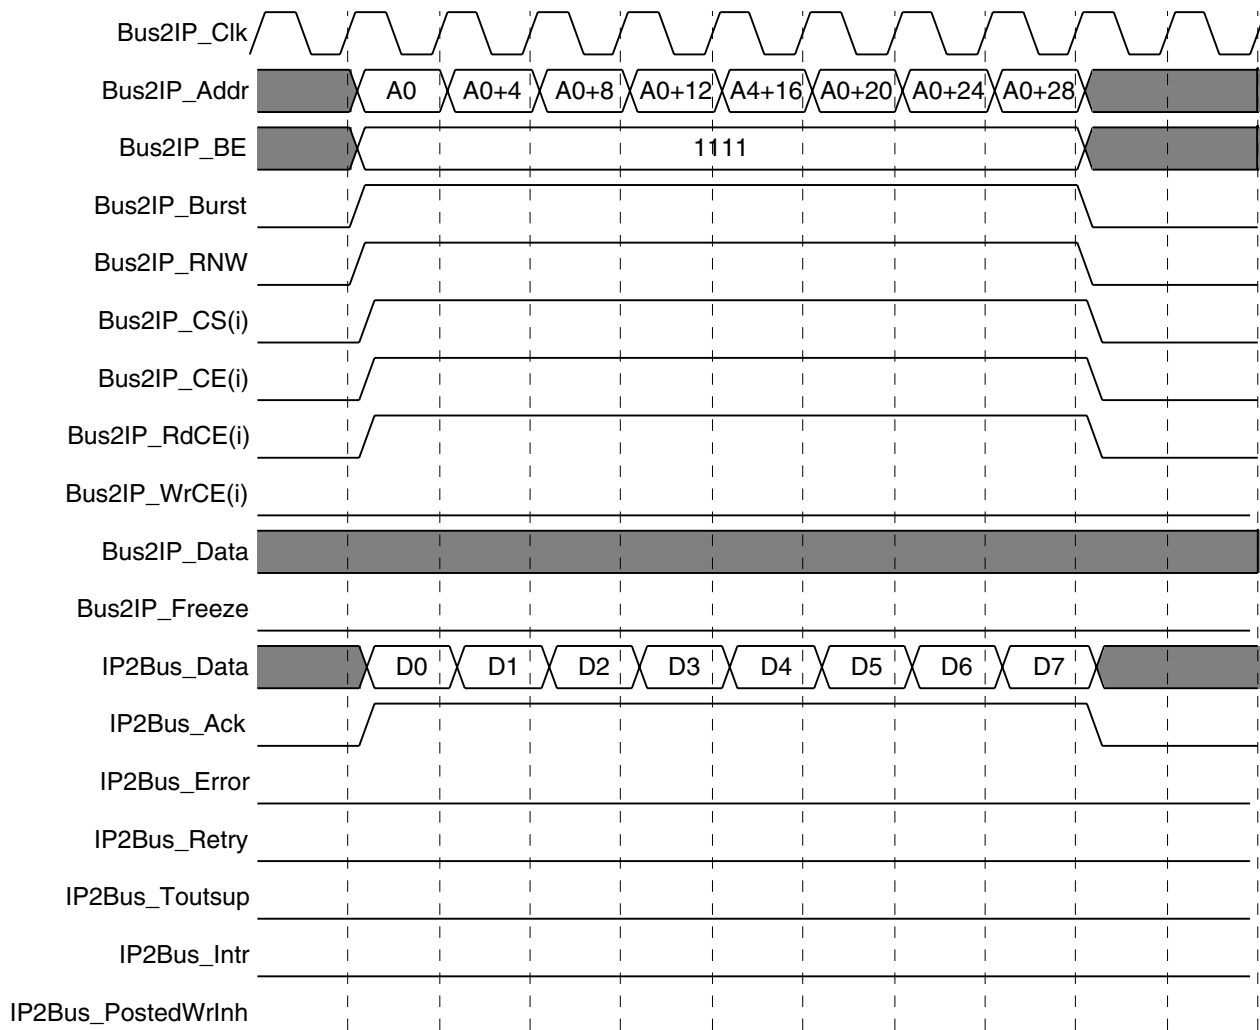 Bus2IP_Clk
Bus2IP_Addr A0 A0+4 A0+8 A0+12 A4+16 A0+20 A0+24 A0+28
Bus2IP_BE 1111
Bus2IP_Burst
Bus2IP_RNW
Bus2IP_CS(i)
Bus2IP_CE(i)
Bus2IP_RdCE(i)
Bus2IP_WrCE(i)
Bus2IP_Data
Bus2IP_Freeze
IP2Bus_Data D0 D1 D2 D3 D4 D5 D6 D7
IP2Bus_Ack
IP2Bus_Error
IP2Bus_Retry
IP2Bus_Toutsup
IP2Bus_Intr
IP2Bus_PostedWrInh